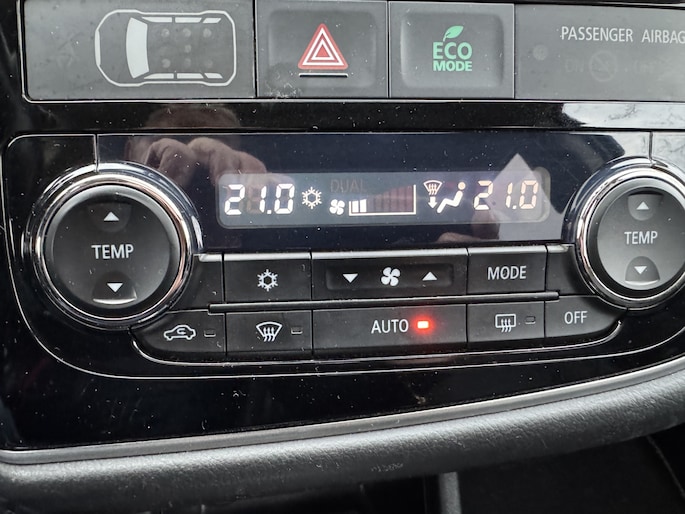 ECO
MODE
PASSENGER AIRBAG
21.0 DUAL 21.0
TEMP
TEMP
MODE
AUTO
OFF